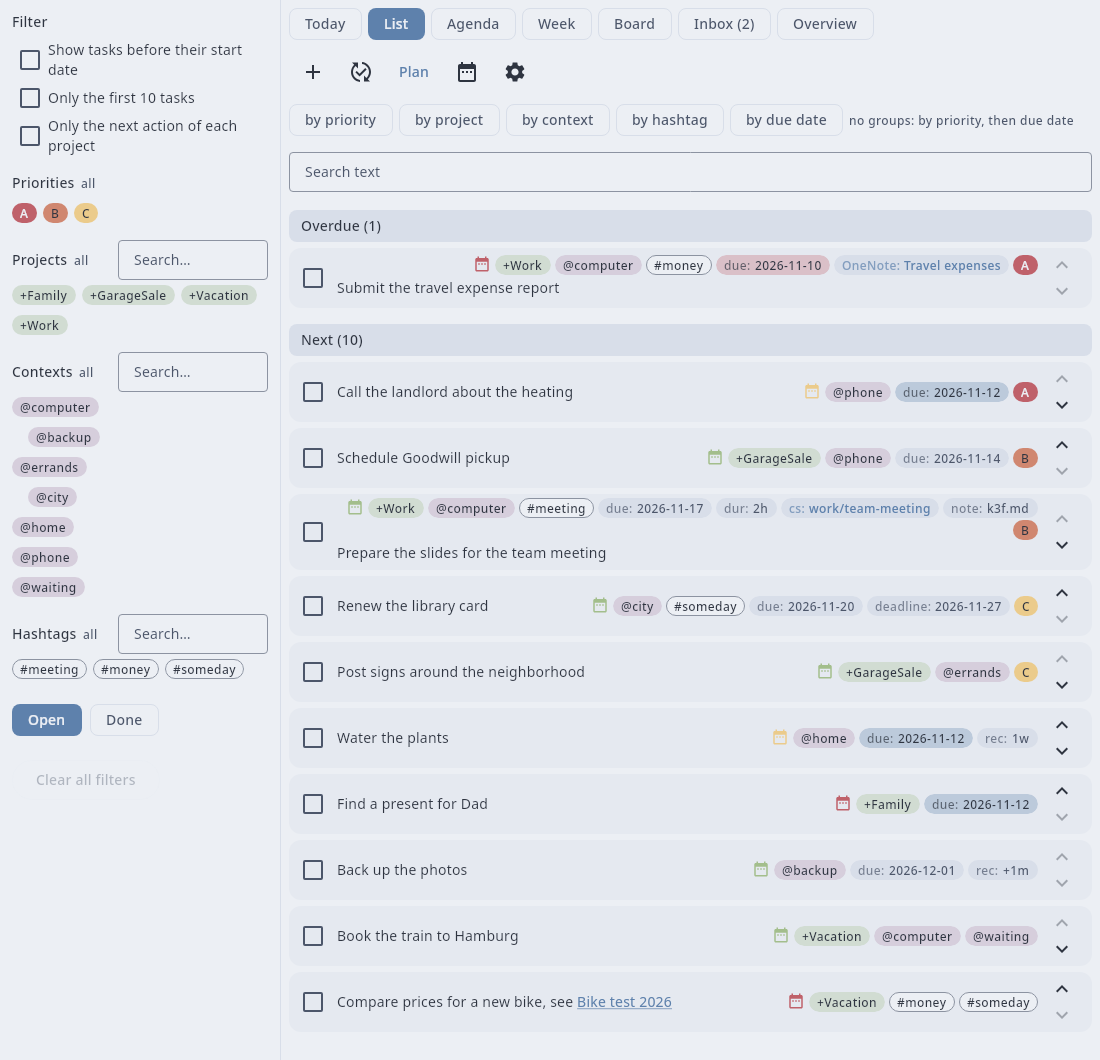 Filter
Show tasks before their start
date
Only the first 10 tasks
Only the next action of each
project
Priorities all
A B C
Projects all Search...
+Family +GarageSale +Vacation
+Work
Contexts all Search...
@computer
@backup
@errands
@city
@home
@phone
@waiting
Hashtags all Search...
#meeting #money #someday
Open Done
Clear all filters
Today List Agenda Week Board Inbox (2) Overview
Plan
by priority by project by context by hashtag by due date no groups: by priority, then due date
Search text
Overdue (1)
+Work @computer #money due: 2026-11-10 OneNote: Travel expenses A
Submit the travel expense report
Next (10)
Call the landlord about the heating @phone due: 2026-11-12 A
Schedule Goodwill pickup +GarageSale @phone due: 2026-11-14 B
+Work @computer #meeting due: 2026-11-17 dur: 2h cs: work/team-meeting note: k3f.md
B
Prepare the slides for the team meeting
Renew the library card @city #someday due: 2026-11-20 deadline: 2026-11-27 C
Post signs around the neighborhood +GarageSale @errands C
Water the plants @home due: 2026-11-12 rec: 1w
Find a present for Dad +Family due: 2026-11-12
Back up the photos @backup due: 2026-12-01 rec: +1m
Book the train to Hamburg +Vacation @computer @waiting
Compare prices for a new bike, see Bike test 2026 +Vacation #money #someday